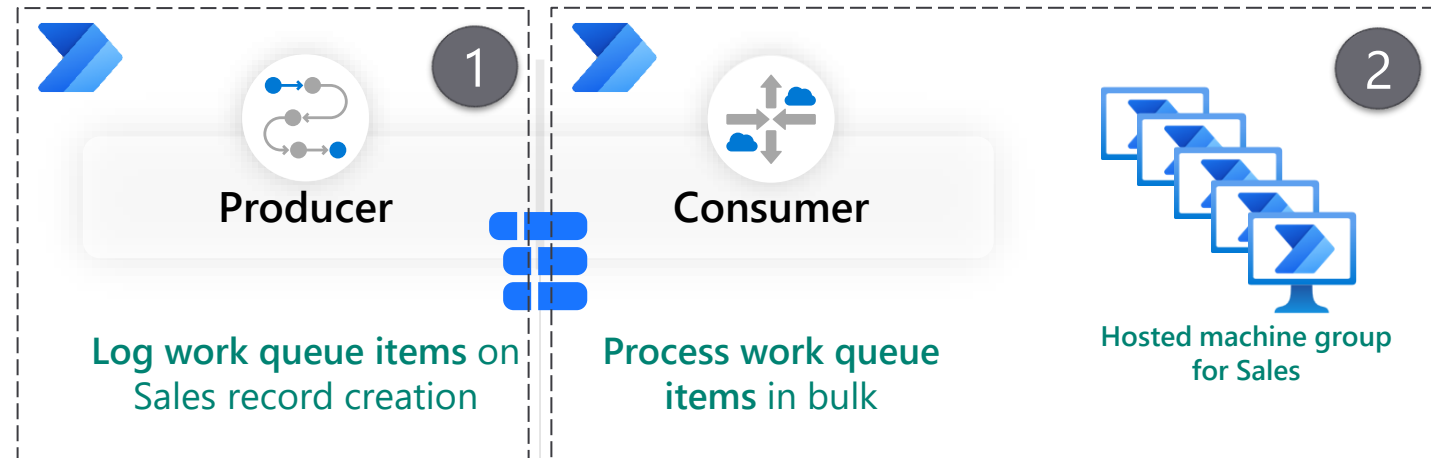 1
Producer
Log work queue items on
Sales record creation
Consumer
Process work queue
items in bulk
2
Hosted machine group
for Sales